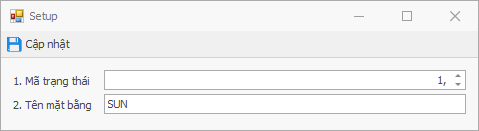 Setup
Cập nhật
1. Mã trạng thái 1,
2. Tên mặt bằng SUN